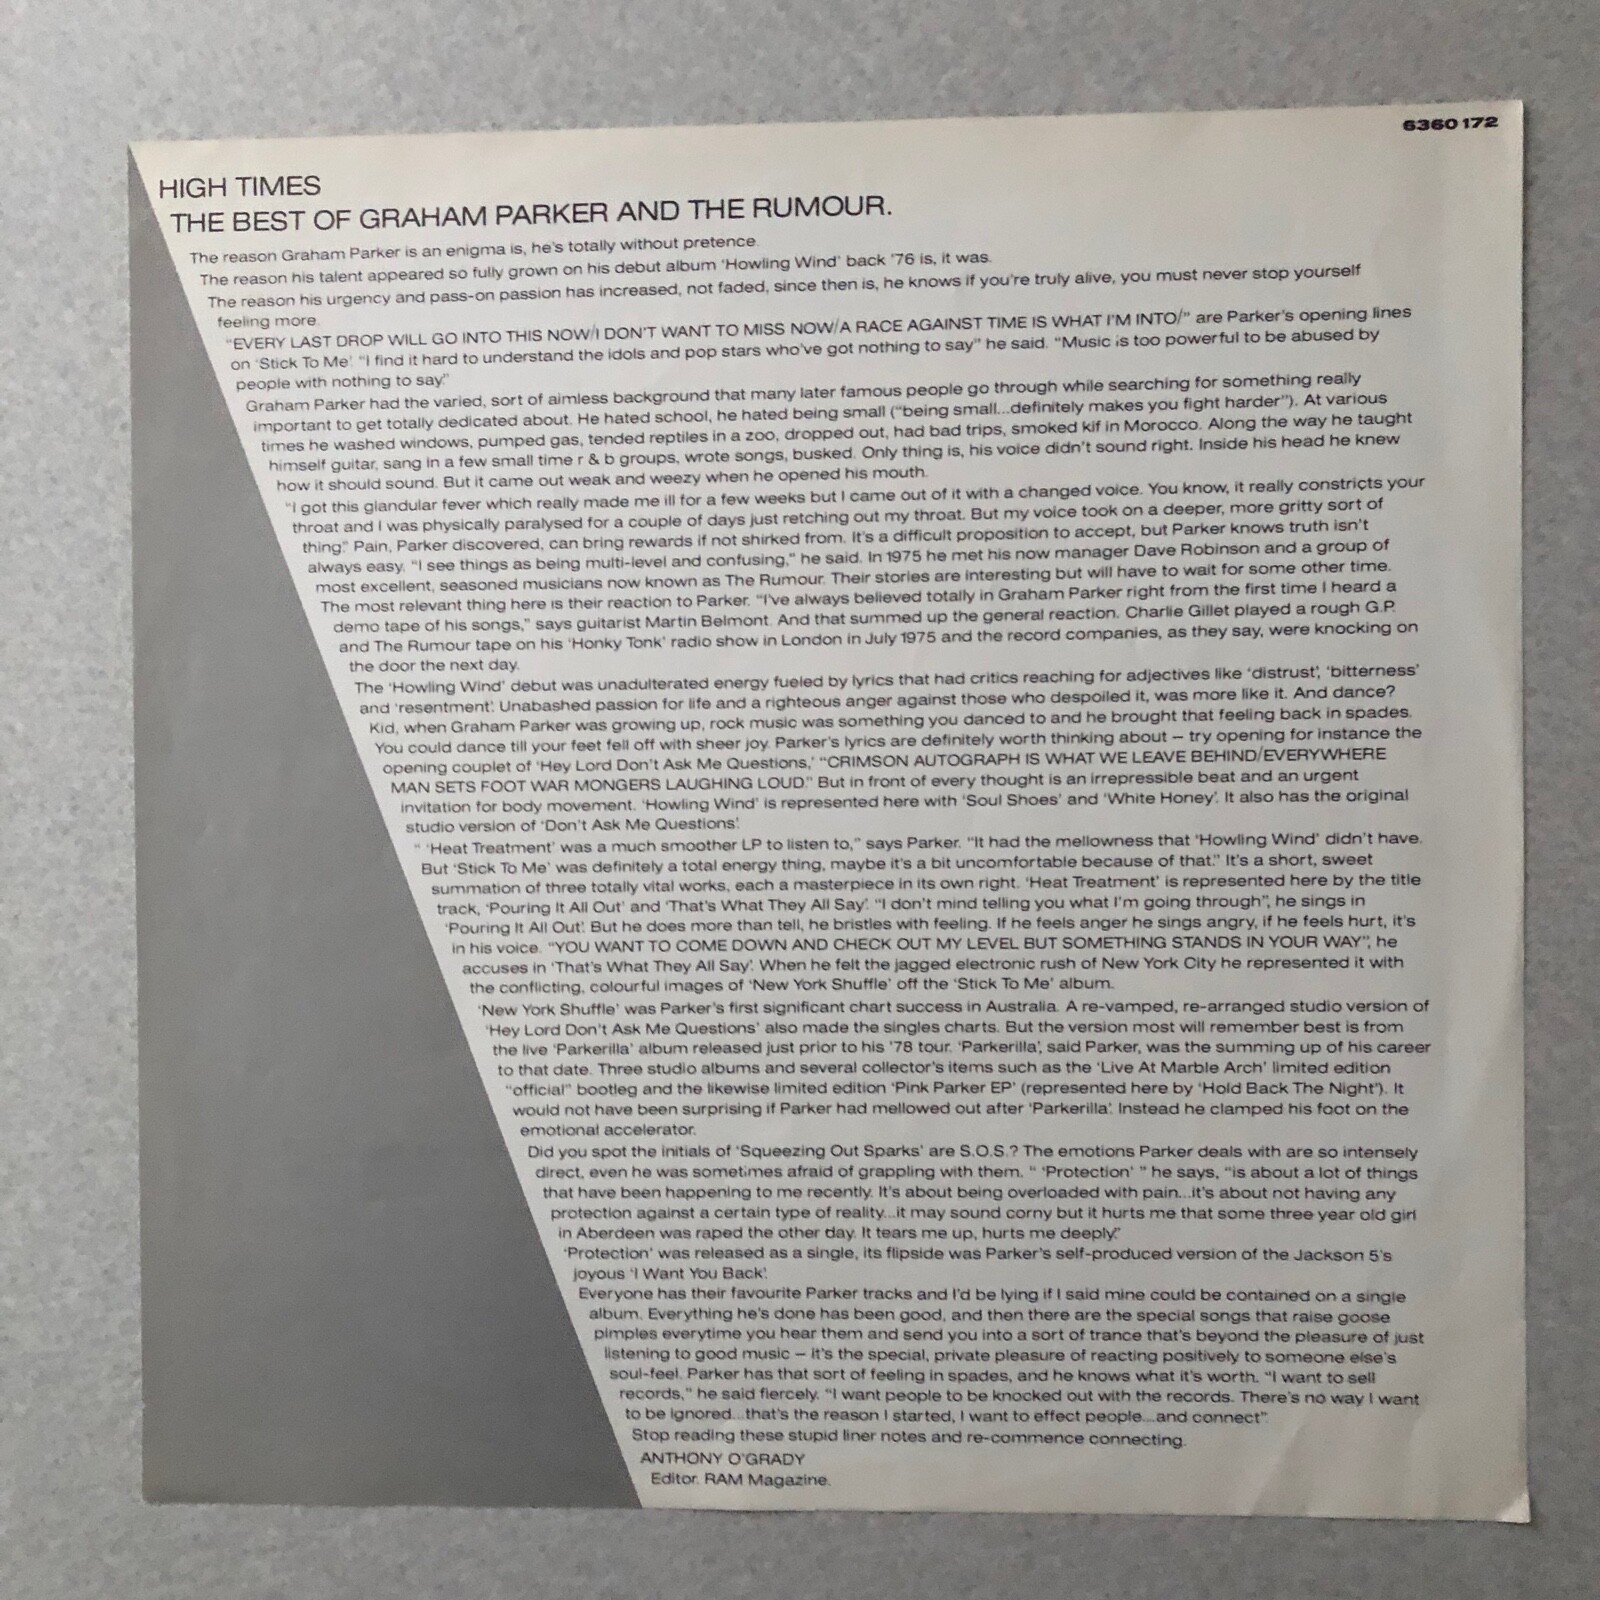 6360 172
HIGH TIMES
THE BEST OF GRAHAM PARKER AND THE RUMOUR.
The reason Graham Parker is an enigma is, he's totally without pretence.
The reason his talent appeared so fully grown on his debut album 'Howling Wind' back '76 is, it was.
The reason his urgency and pass-on passion has increased, not faded, since then is, he knows if you're truly alive, you must never stop yourself
feeling more.
"EVERY LAST DROP WILL GO INTO THIS NOW/I DON'T WANT TO MISS NOW/A RACE AGAINST TIME IS WHAT I'M INTO/" are Parker's opening lines
on 'Stick To Me'. "I find it hard to understand the idols and pop stars who've got nothing to say" he said. "Music is too powerful to be abused by
people with nothing to say."
Graham Parker had the varied, sort of aimless background that many later famous people go through while searching for something really
important to get totally dedicated about. He hated school, he hated being small ("being small...definitely makes you fight harder"). At various
times he washed windows, pumped gas, tended reptiles in a zoo, dropped out, had bad trips, smoked kif in Morocco. Along the way he taught
himself guitar, sang in a few small time r & b groups, wrote songs, busked. Only thing is, his voice didn't sound right. Inside his head he knew
how it should sound. But it came out weak and weezy when he opened his mouth.
"I got this glandular fever which really made me ill for a few weeks but I came out of it with a changed voice. You know, it really constricts your
throat and I was physically paralysed for a couple of days just retching out my throat. But my voice took on a deeper, more gritty sort of
thing." Pain, Parker discovered, can bring rewards if not shirked from. It's a difficult proposition to accept, but Parker knows truth isn't
always easy. "I see things as being multi-level and confusing," he said. In 1975 he met his now manager Dave Robinson and a group of
most excellent, seasoned musicians now known as The Rumour. Their stories are interesting but will have to wait for some other time.
The most relevant thing here is their reaction to Parker. "I've always believed totally in Graham Parker right from the first time I heard a
demo tape of his songs," says guitarist Martin Belmont. And that summed up the general reaction. Charlie Gillet played a rough G.P.
and The Rumour tape on his 'Honky Tonk' radio show in London in July 1975 and the record companies, as they say, were knocking on
the door the next day.
The 'Howling Wind' debut was unadulterated energy fueled by lyrics that had critics reaching for adjectives like 'distrust', 'bitterness'
and 'resentment'. Unabashed passion for life and a righteous anger against those who despoiled it, was more like it. And dance?
Kid, when Graham Parker was growing up, rock music was something you danced to and he brought that feeling back in spades.
You could dance till your feet fell off with sheer joy. Parker's lyrics are definitely worth thinking about – try opening for instance the
opening couplet of 'Hey Lord Don't Ask Me Questions,' "CRIMSON AUTOGRAPH IS WHAT WE LEAVE BEHIND/EVERYWHERE
MAN SETS FOOT WAR MONGERS LAUGHING LOUD." But in front of every thought is an irrepressible beat and an urgent
invitation for body movement. 'Howling Wind' is represented here with 'Soul Shoes' and 'White Honey'. It also has the original
studio version of 'Don't Ask Me Questions'.
" 'Heat Treatment' was a much smoother LP to listen to," says Parker. "It had the mellowness that 'Howling Wind' didn't have.
But 'Stick To Me' was definitely a total energy thing, maybe it's a bit uncomfortable because of that." It's a short, sweet
summation of three totally vital works, each a masterpiece in its own right. 'Heat Treatment' is represented here by the title
track, 'Pouring It All Out' and 'That's What They All Say'. "I don't mind telling you what I'm going through", he sings in
'Pouring It All Out'. But he does more than tell, he bristles with feeling. If he feels anger he sings angry, if he feels hurt, it's
in his voice. "YOU WANT TO COME DOWN AND CHECK OUT MY LEVEL BUT SOMETHING STANDS IN YOUR WAY", he
accuses in 'That's What They All Say'. When he felt the jagged electronic rush of New York City he represented it with
the conflicting, colourful images of 'New York Shuffle' off the 'Stick To Me' album.
'New York Shuffle' was Parker's first significant chart success in Australia. A re-vamped, re-arranged studio version of
'Hey Lord Don't Ask Me Questions' also made the singles charts. But the version most will remember best is from
the live 'Parkerilla' album released just prior to his '78 tour. 'Parkerilla', said Parker, was the summing up of his career
to that date. Three studio albums and several collector's items such as the 'Live At Marble Arch' limited edition
"official" bootleg and the likewise limited edition 'Pink Parker EP' (represented here by 'Hold Back The Night'). It
would not have been surprising if Parker had mellowed out after 'Parkerilla'. Instead he clamped his foot on the
emotional accelerator.
Did you spot the initials of 'Squeezing Out Sparks' are S.O.S.? The emotions Parker deals with are so intensely
direct, even he was sometimes afraid of grappling with them. " 'Protection' " he says, "is about a lot of things
that have been happening to me recently. It's about being overloaded with pain...it's about not having any
protection against a certain type of reality...it may sound corny but it hurts me that some three year old girl
in Aberdeen was raped the other day. It tears me up, hurts me deeply."
'Protection' was released as a single, its flipside was Parker's self-produced version of the Jackson 5's
joyous 'I Want You Back'.
Everyone has their favourite Parker tracks and I'd be lying if I said mine could be contained on a single
album. Everything he's done has been good, and then there are the special songs that raise goose
pimples everytime you hear them and send you into a sort of trance that's beyond the pleasure of just
listening to good music – it's the special, private pleasure of reacting positively to someone else's
soul-feel. Parker has that sort of feeling in spades, and he knows what it's worth. "I want to sell
records," he said fiercely. "I want people to be knocked out with the records. There's no way I want
to be ignored...that's the reason I started, I want to effect people...and connect".
Stop reading these stupid liner notes and re-commence connecting.
ANTHONY O'GRADY
Editor. RAM Magazine.